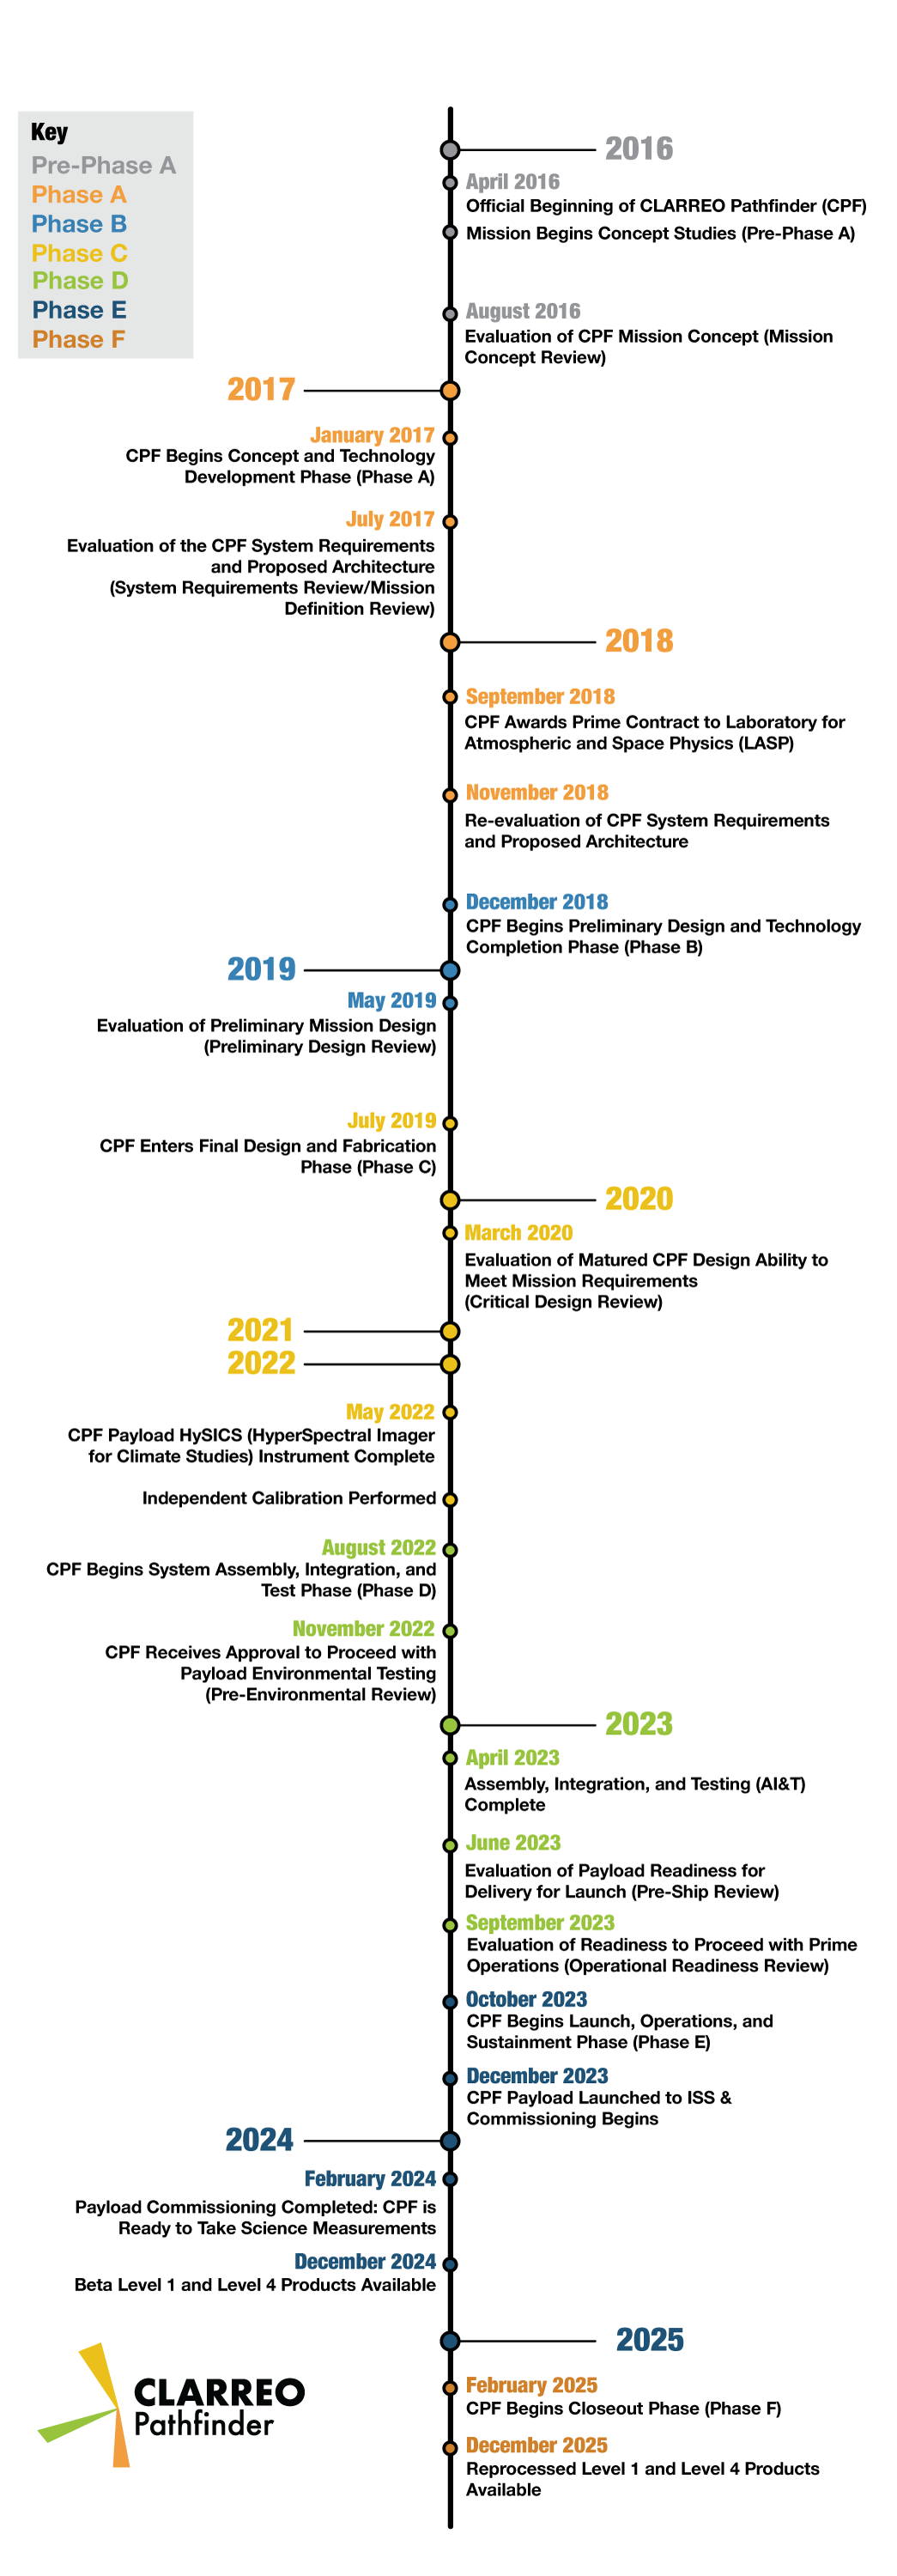 Key
Pre-Phase A
Phase A
Phase B
Phase C
Phase D
Phase E
Phase F
2016
April 2016
Official Beginning of CLARREO Pathfinder (CPF)
Mission Begins Concept Studies (Pre-Phase A)
August 2016
Evaluation of CPF Mission Concept (Mission
Concept Review)
2017
January 2017
CPF Begins Concept and Technology
Development Phase (Phase A)
July 2017
Evaluation of the CPF System Requirements
and Proposed Architecture
(System Requirements Review/Mission
Definition Review)
2018
September 2018
CPF Awards Prime Contract to Laboratory for
Atmospheric and Space Physics (LASP)
November 2018
Re-evaluation of CPF System Requirements
and Proposed Architecture
December 2018
CPF Begins Preliminary Design and Technology
Completion Phase (Phase B)
2019
May 2019
Evaluation of Preliminary Mission Design
(Preliminary Design Review)
July 2019
CPF Enters Final Design and Fabrication
Phase (Phase C)
2020
March 2020
Evaluation of Matured CPF Design Ability to
Meet Mission Requirements
(Critical Design Review)
2021
2022
May 2022
CPF Payload HySICS (HyperSpectral Imager
for Climate Studies) Instrument Complete
Independent Calibration Performed
August 2022
CPF Begins System Assembly, Integration, and
Test Phase (Phase D)
November 2022
CPF Receives Approval to Proceed with
Payload Environmental Testing
(Pre-Environmental Review)
2023
April 2023
Assembly, Integration, and Testing (AI&T)
Complete
June 2023
Evaluation of Payload Readiness for
Delivery for Launch (Pre-Ship Review)
September 2023
Evaluation of Readiness to Proceed with Prime
Operations (Operational Readiness Review)
October 2023
CPF Begins Launch, Operations, and
Sustainment Phase (Phase E)
December 2023
CPF Payload Launched to ISS &
Commissioning Begins
2024
February 2024
Payload Commissioning Completed: CPF is
Ready to Take Science Measurements
December 2024
Beta Level 1 and Level 4 Products Available
2025
February 2025
CPF Begins Closeout Phase (Phase F)
December 2025
Reprocessed Level 1 and Level 4 Products
Available
CLARREO
Pathfinder